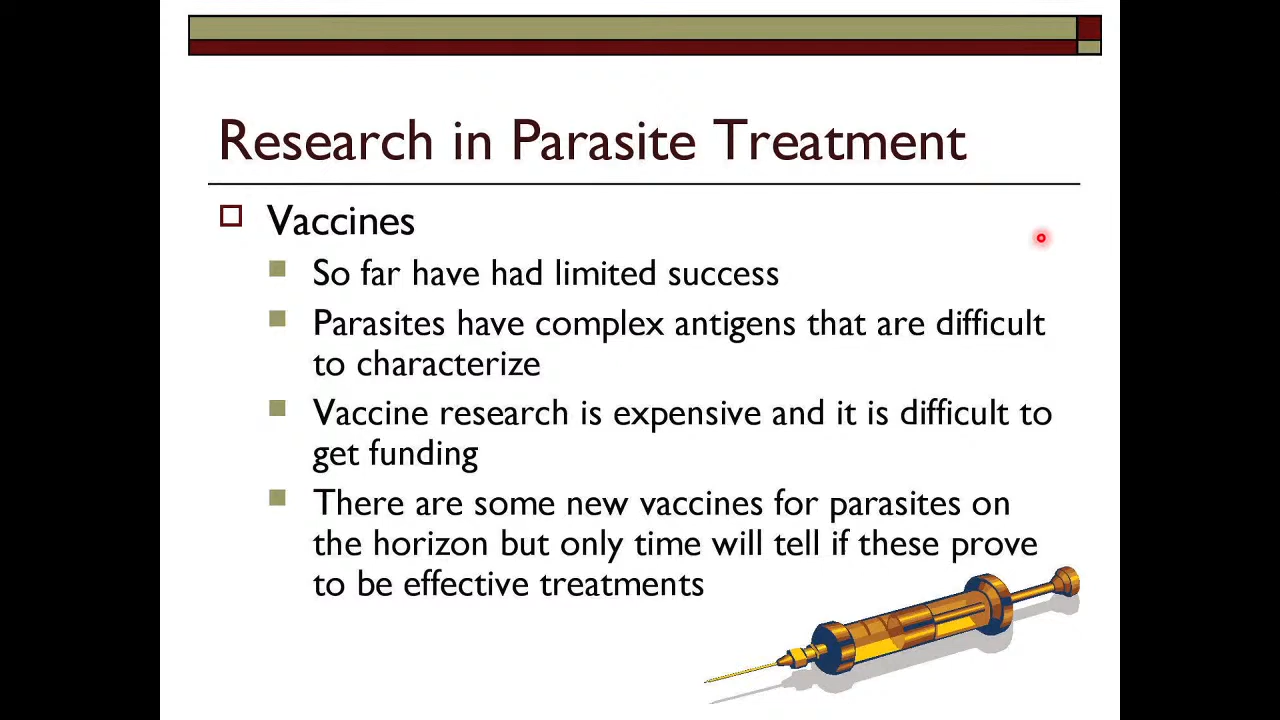 Research in Parasite Treatment
Vaccines
So far have had limited success
Parasites have complex antigens that are difficult
to characterize
Vaccine research is expensive and it is difficult to
get funding
There are some new vaccines for parasites on
the horizon but only time will tell if these prove
to be effective treatments